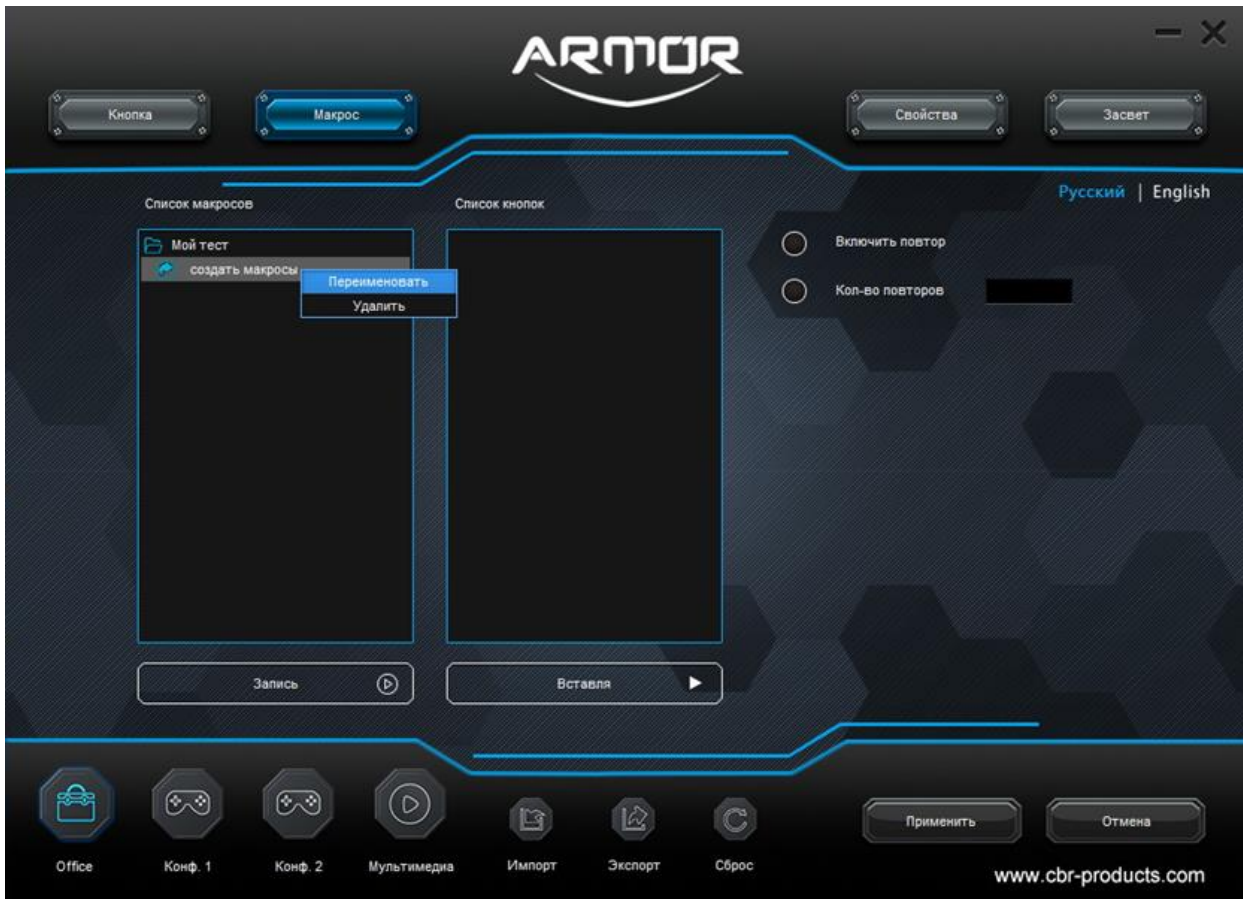 ARMOR
Кнопка
Макрос
Свойства
Засвет
Русский | English
Список макросов
Список кнопок
Мой тест
создать макросы
Переименовать
Удалить
Включить повтор
Кол-во повторов
Запись
Вставля
Office
Конф. 1
Конф. 2
Мультимедиа
Импорт
Экспорт
Сброс
Применить
Отмена
www.cbr-products.com